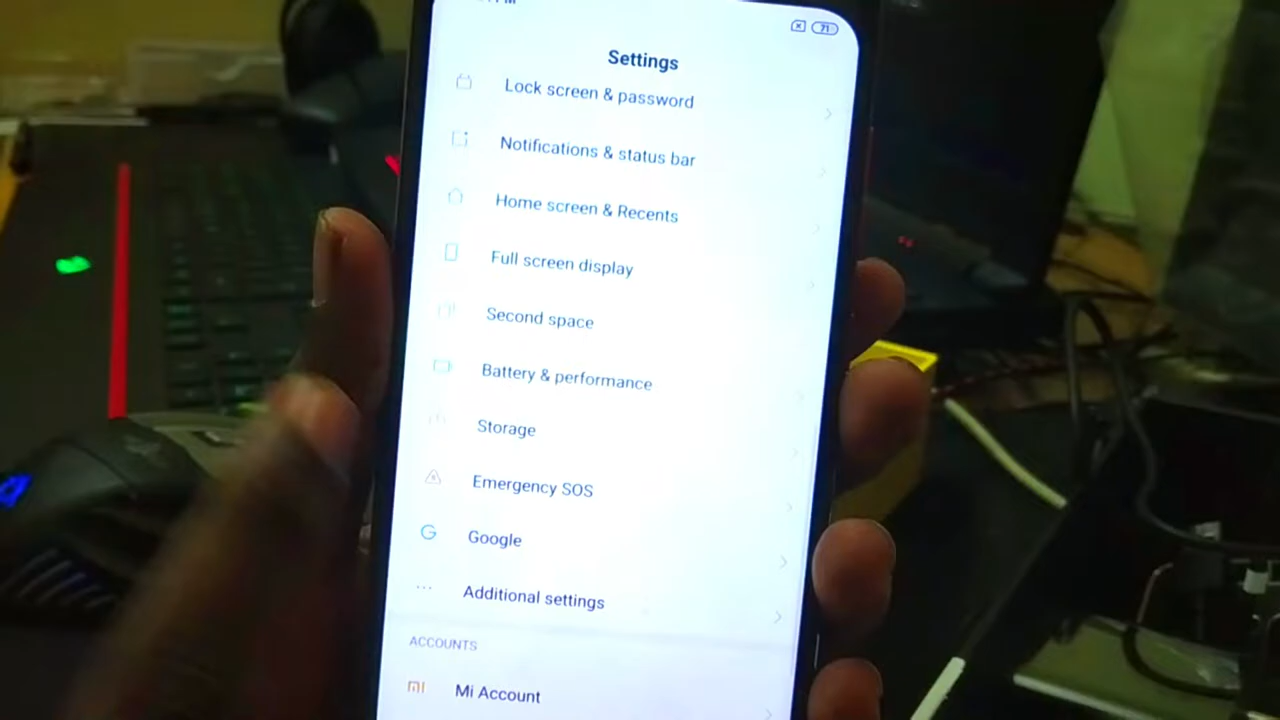 71
Settings
Lock screen & password
Notifications & status bar
Home screen & Recents
Full screen display
Second space
Battery & performance
Storage
Emergency SOS
Google
Additional settings
ACCOUNTS
Mi Account